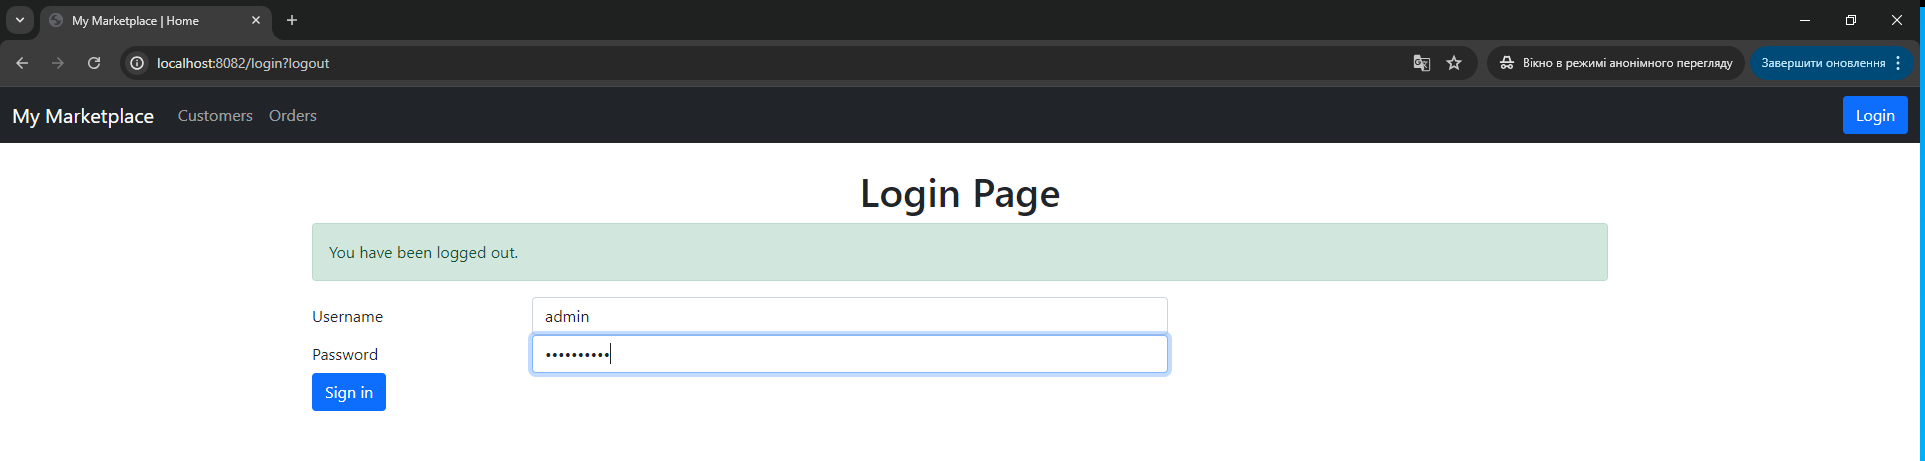 My Marketplace | Home
localhost:8082/login?logout
Вікно в режимі анонімного перегляду
Завершити оновлення
My Marketplace Customers Orders Login
Login Page
You have been logged out.
Username admin
Password ••••••••••
Sign in